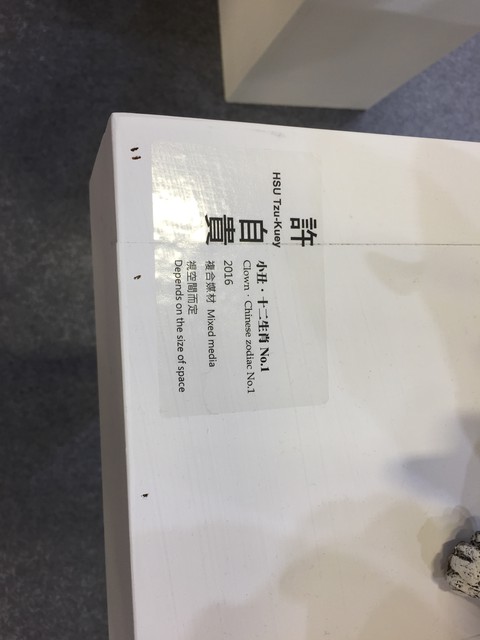 許自貴
HSU Tzu-Kuey
小丑·十二生肖 No.1
Clown · Chinese zodiac No.1
2016
複合媒材 Mixed media
視空間而定
Depends on the size of space